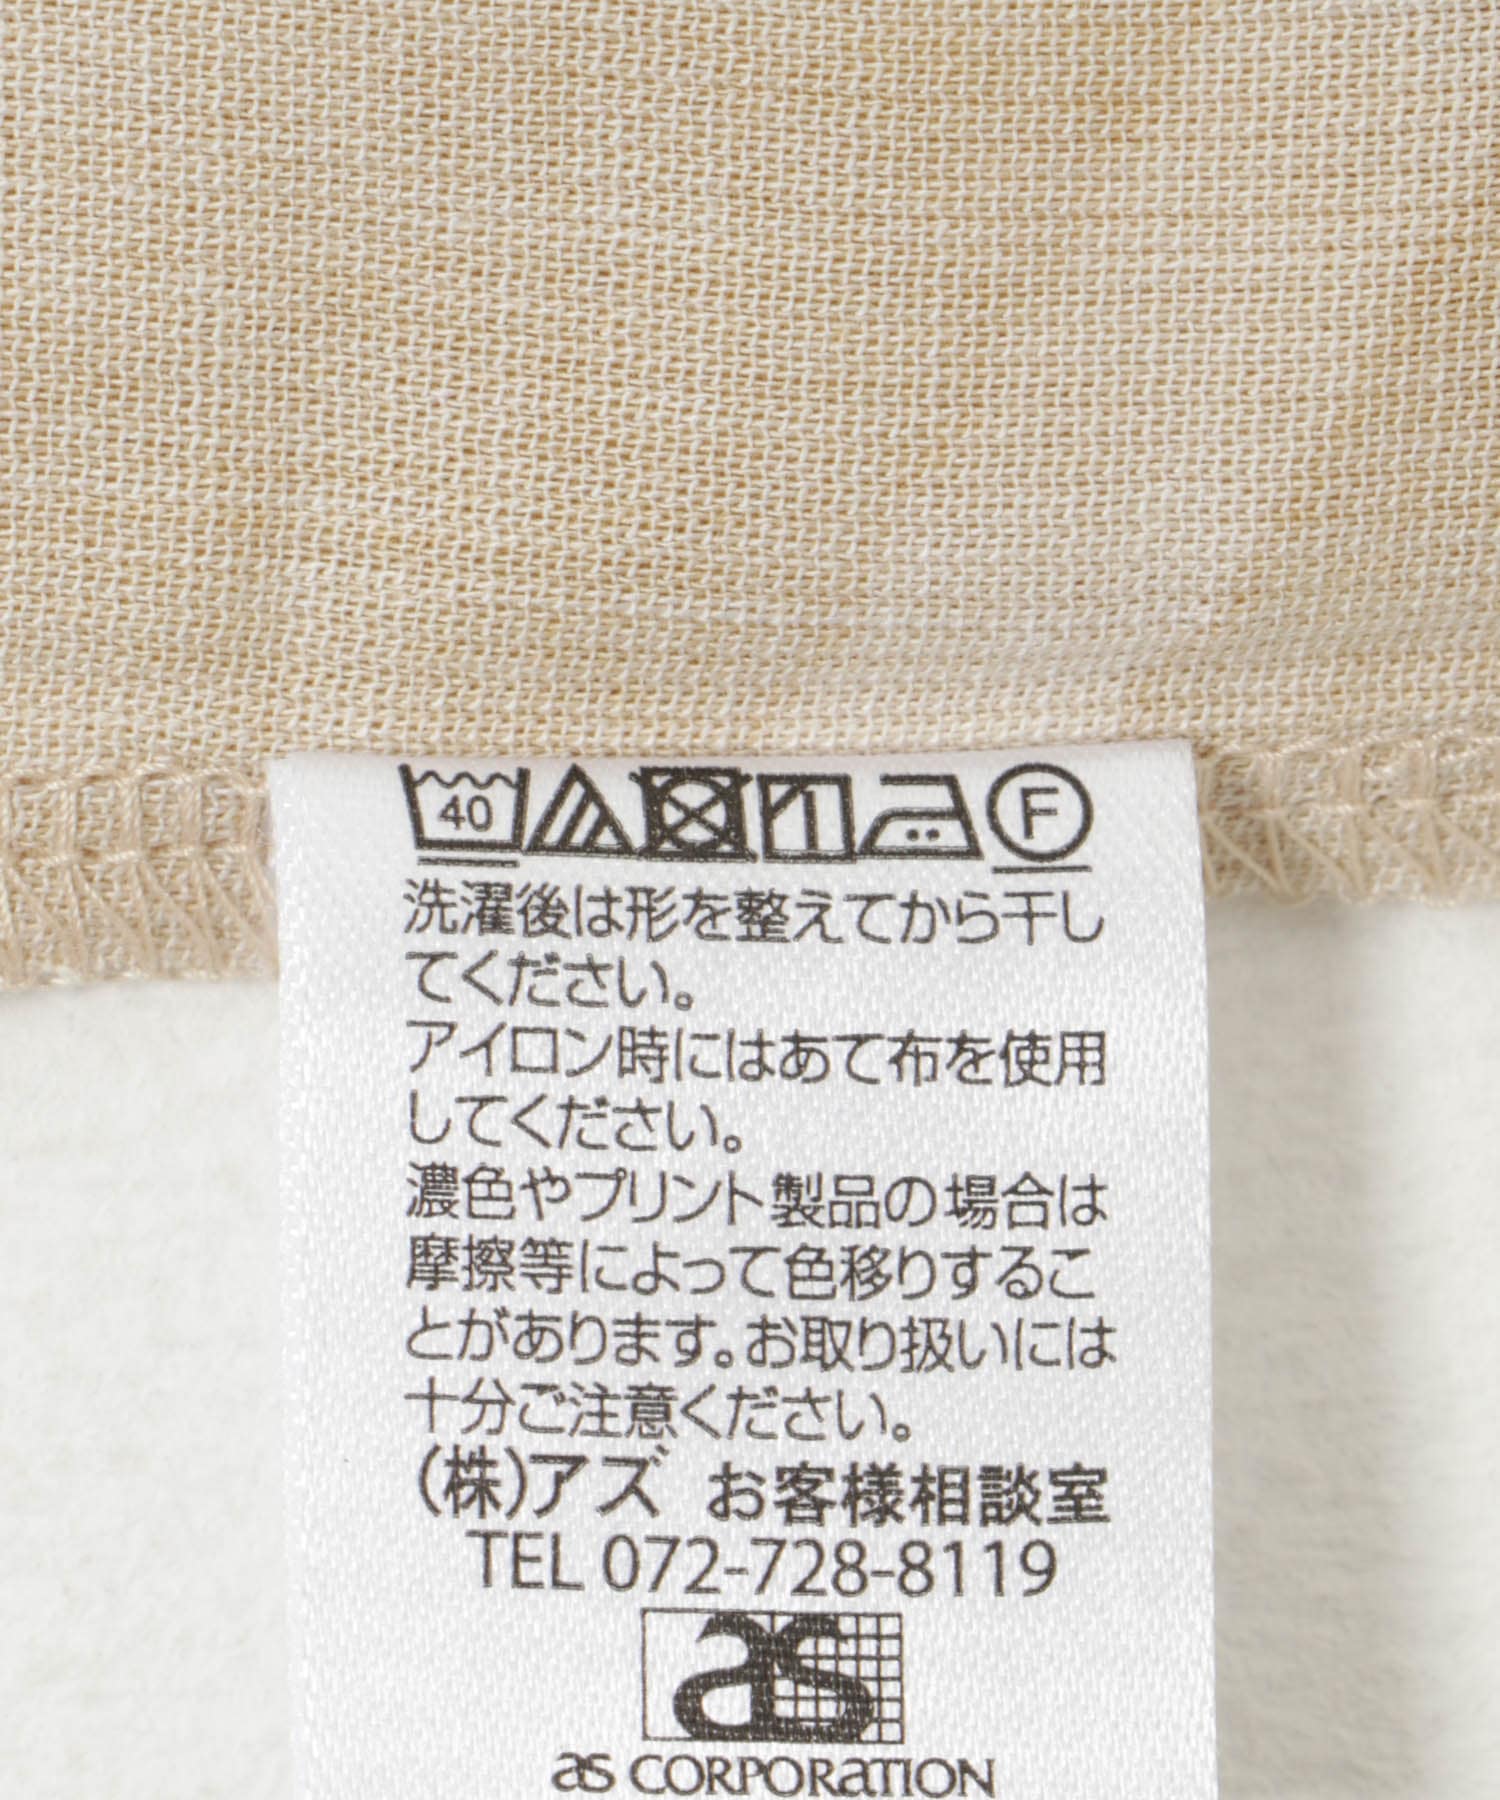 40 F
洗濯後は形を整えてから干し
てください。
アイロン時にはあて布を使用
してください。
濃色やプリント製品の場合は
摩擦等によって色移りするこ
とがあります。お取り扱いには
十分ご注意ください。
(株)アズ お客様相談室
TEL 072-728-8119
as
as CORPORaTION